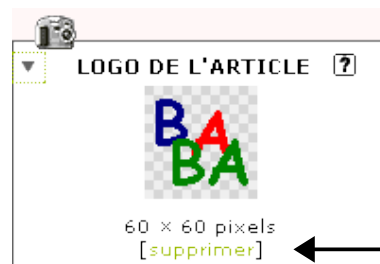 LOGO DE L'ARTICLE ?
BA
BA
60 × 60 pixels
[supprimer]